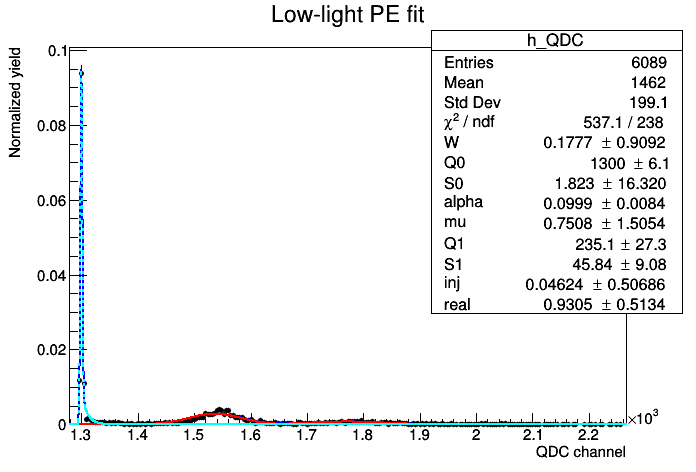 Low-light PE fit
Normalized yield
h_QDC
Entries 6089
Mean 1462
Std Dev 199.1
χ² / ndf 537.1 / 238
W 0.1777 ± 0.9092
Q0 1300 ± 6.1
S0 1.823 ± 16.320
alpha 0.0999 ± 0.0084
mu 0.7508 ± 1.5054
Q1 235.1 ± 27.3
S1 45.84 ± 9.08
inj 0.04624 ± 0.50686
real 0.9305 ± 0.5134
0.1
0.08
0.06
0.04
0.02
0
1.3 1.4 1.5 1.6 1.7 1.8 1.9 2 2.1 2.2
×10³
QDC channel